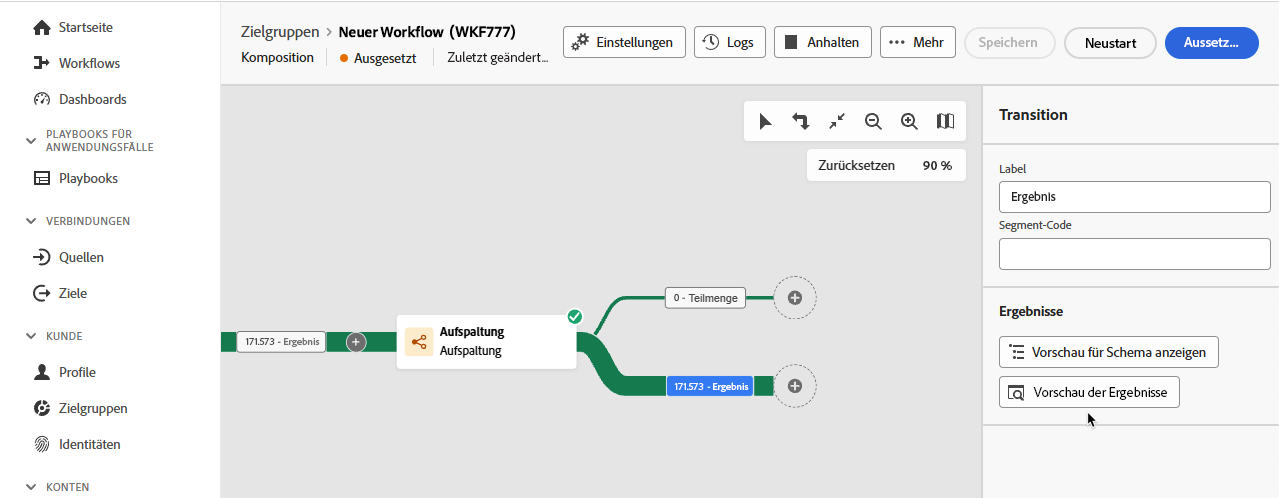 Startseite
Workflows
Dashboards
PLAYBOOKS FÜR
ANWENDUNGSFÄLLE
Playbooks
VERBINDUNGEN
Quellen
Ziele
KUNDE
Profile
Zielgruppen
Identitäten
KONTEN
Zielgruppen > Neuer Workflow (WKF777)
Komposition Ausgesetzt Zuletzt geändert...
Einstellungen Logs Anhalten Mehr Speichern Neustart Aussetz...
Zurücksetzen 90 %
171.573 - Ergebnis
Aufspaltung
Aufspaltung
0 - Teilmenge
171.573 - Ergebnis
Transition
Label
Ergebnis
Segment-Code
Ergebnisse
Vorschau für Schema anzeigen
Vorschau der Ergebnisse